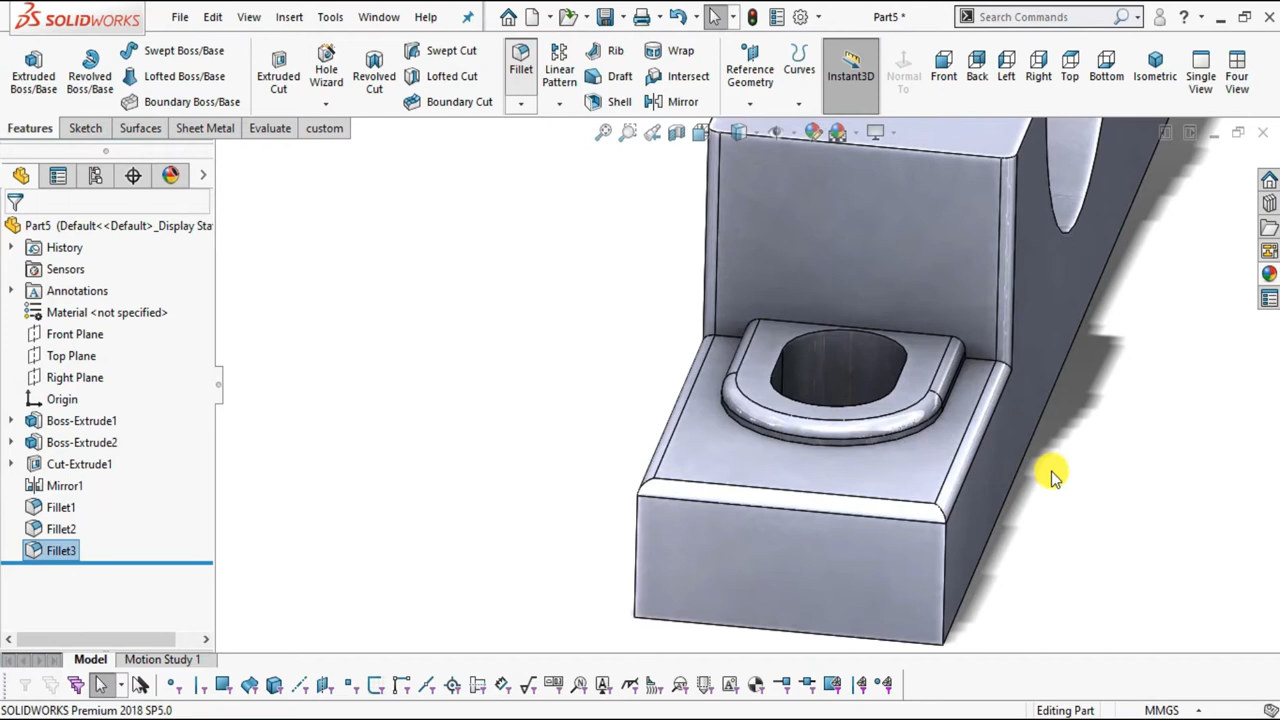 SOLIDWORKS File Edit View Insert Tools Window Help Part5 * Search Commands ?
Extruded Boss/Base Revolved Boss/Base Swept Boss/Base Lofted Boss/Base Boundary Boss/Base Extruded Cut Hole Wizard Revolved Cut Swept Cut Lofted Cut Boundary Cut Fillet Linear Pattern Rib Draft Shell Wrap Intersect Mirror Reference Geometry Curves Instant3D Normal To Front Back Left Right Top Bottom Isometric Single View Four View
Features Sketch Surfaces Sheet Metal Evaluate custom
Part5 (Default<<Default>_Display Sta
History
Sensors
Annotations
Material <not specified>
Front Plane
Top Plane
Right Plane
Origin
Boss-Extrude1
Boss-Extrude2
Cut-Extrude1
Mirror1
Fillet1
Fillet2
Fillet3
Model Motion Study 1
SOLIDWORKS Premium 2018 SP5.0 Editing Part MMGS